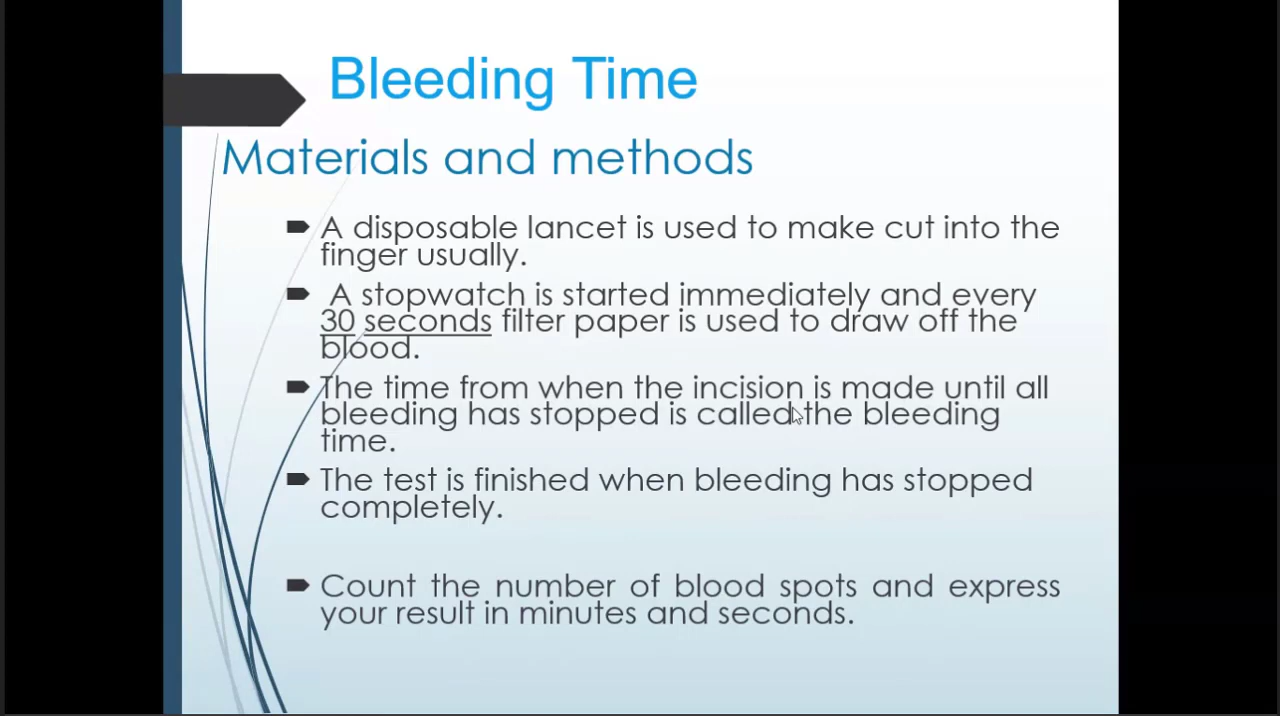 Bleeding Time
Materials and methods
A disposable lancet is used to make cut into the
finger usually.
A stopwatch is started immediately and every
30 seconds filter paper is used to draw off the
blood.
The time from when the incision is made until all
bleeding has stopped is called the bleeding
time.
The test is finished when bleeding has stopped
completely.
Count the number of blood spots and express
your result in minutes and seconds.